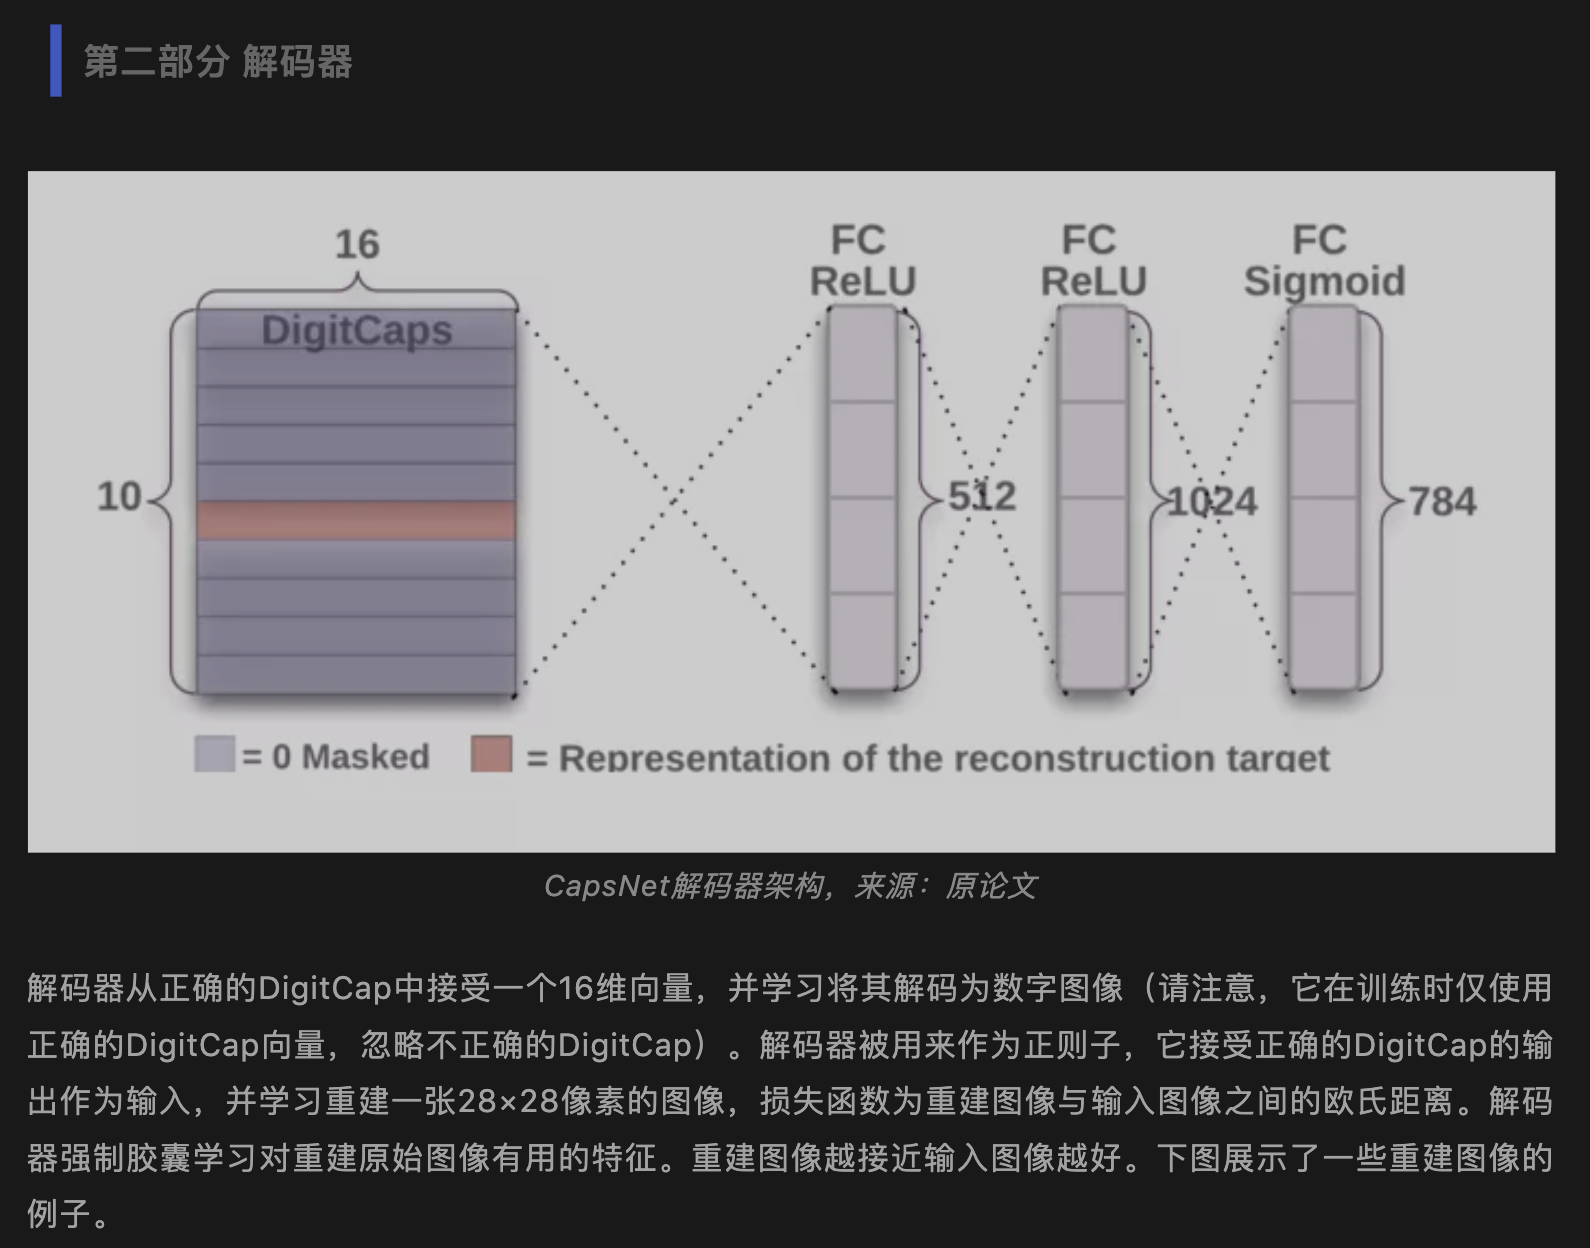 第二部分 解码器
16
FC
ReLU
FC
ReLU
FC
Sigmoid
DigitCaps
10
512
1024
784
= 0 Masked
= Representation of the reconstruction target
CapsNet解码器架构，来源：原论文
解码器从正确的DigitCap中接受一个16维向量，并学习将其解码为数字图像（请注意，它在训练时仅使用
正确的DigitCap向量，忽略不正确的DigitCap）。解码器被用来作为正则子，它接受正确的DigitCap的输
出作为输入，并学习重建一张28×28像素的图像，损失函数为重建图像与输入图像之间的欧氏距离。解码
器强制胶囊学习对重建原始图像有用的特征。重建图像越接近输入图像越好。下图展示了一些重建图像的
例子。